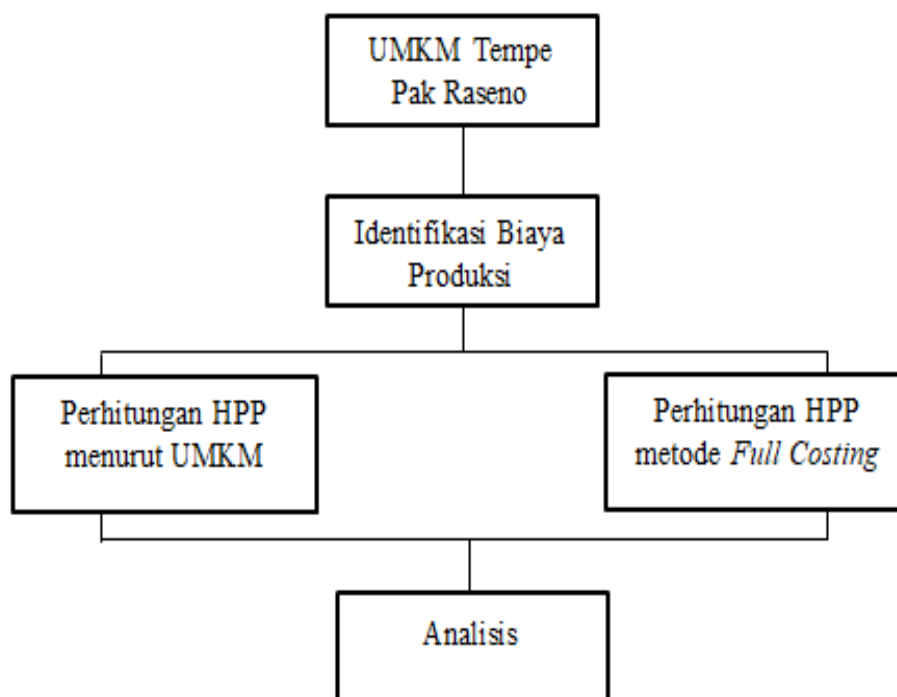 UMKM Tempe
Pak Raseno
Identifikasi Biaya
Produksi
Perhitungan HPP
menurut UMKM
Perhitungan HPP
metode Full Costing
Analisis